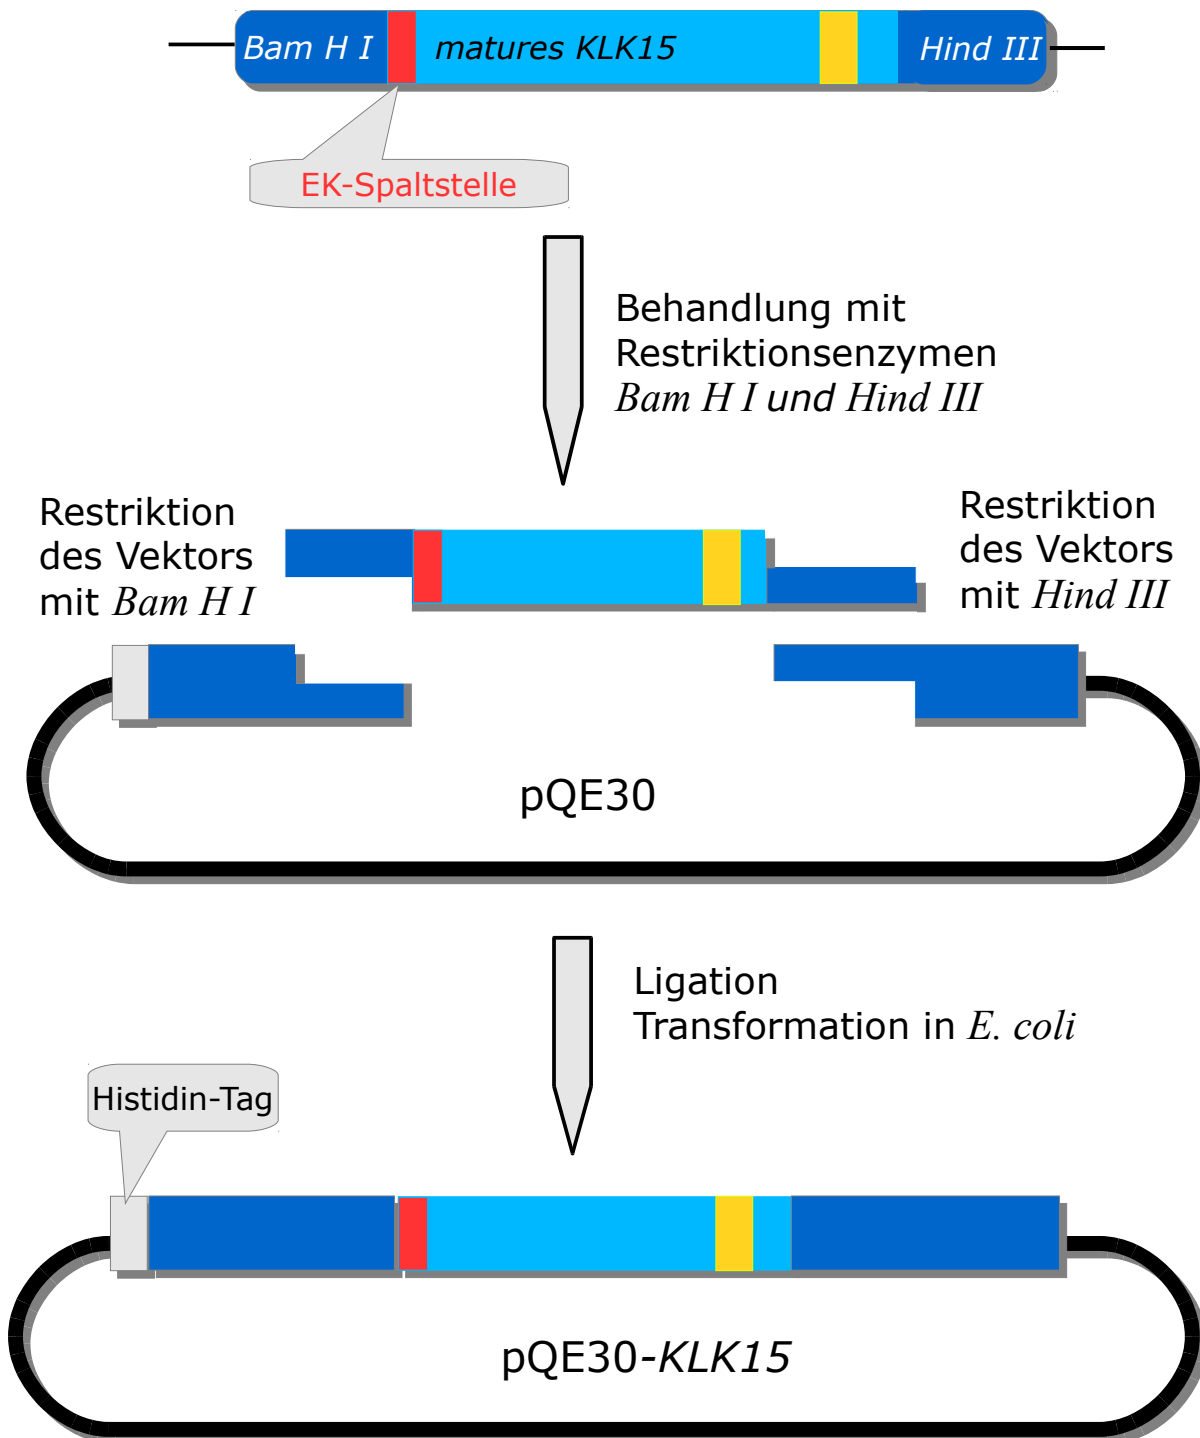 Bam H I
matures KLK15
Hind III
EK-Spaltstelle
Behandlung mit
Restriktionsenzymen
Bam H I und Hind III
Restriktion
des Vektors
mit Bam H I
Restriktion
des Vektors
mit Hind III
pQE30
Ligation
Transformation in E. coli
Histidin-Tag
pQE30-KLK15